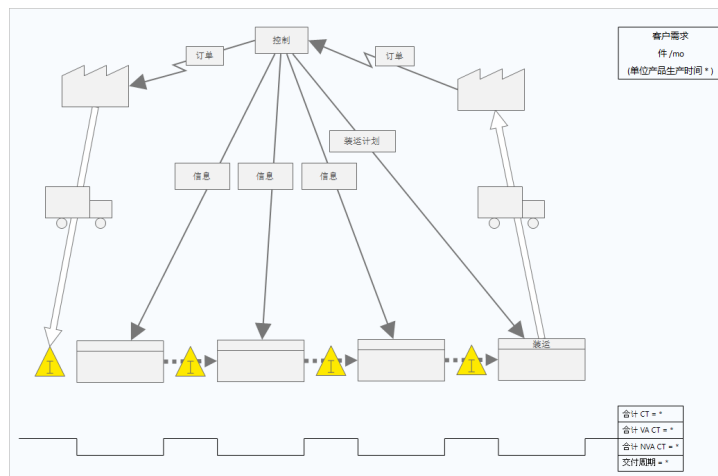 控制
客户需求
件 /mo
(单位产品生产时间 * )
订单
订单
装送计划
信息
信息
信息
装送
I
I
I
I
合计 CT = *
合计 VA CT = *
合计 NVA CT = *
交付周期 = *